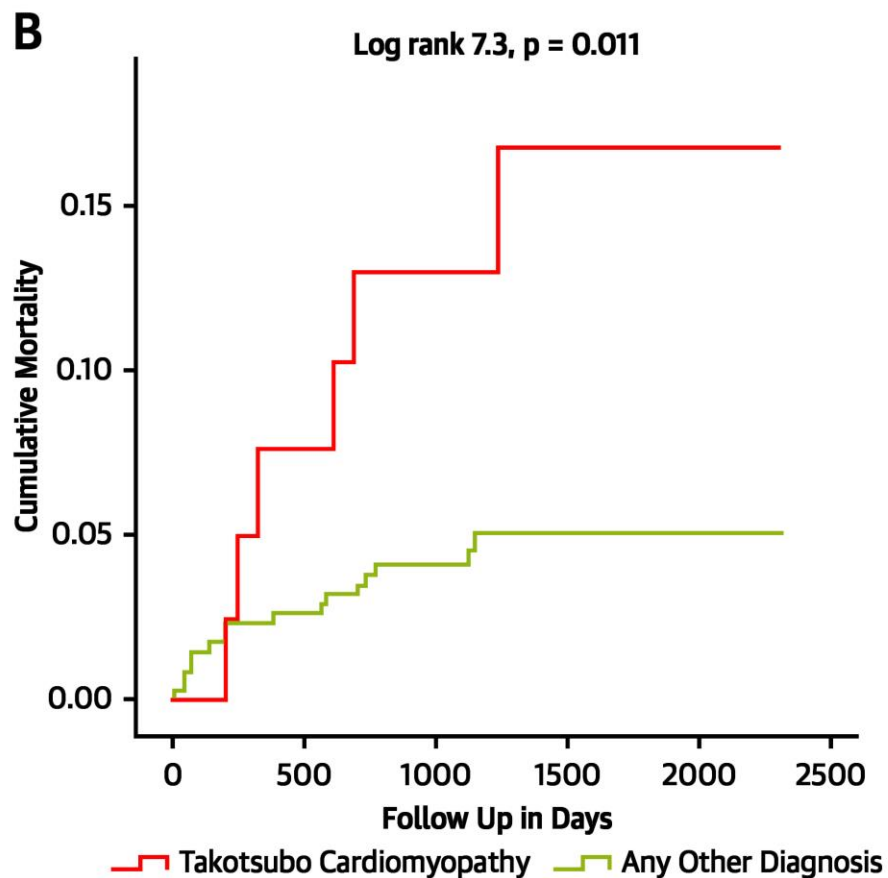 B
Log rank 7.3, p = 0.011
Cumulative Mortality
0.15
0.10
0.05
0.00
0 500 1000 1500 2000 2500
Follow Up in Days
Takotsubo Cardiomyopathy Any Other Diagnosis